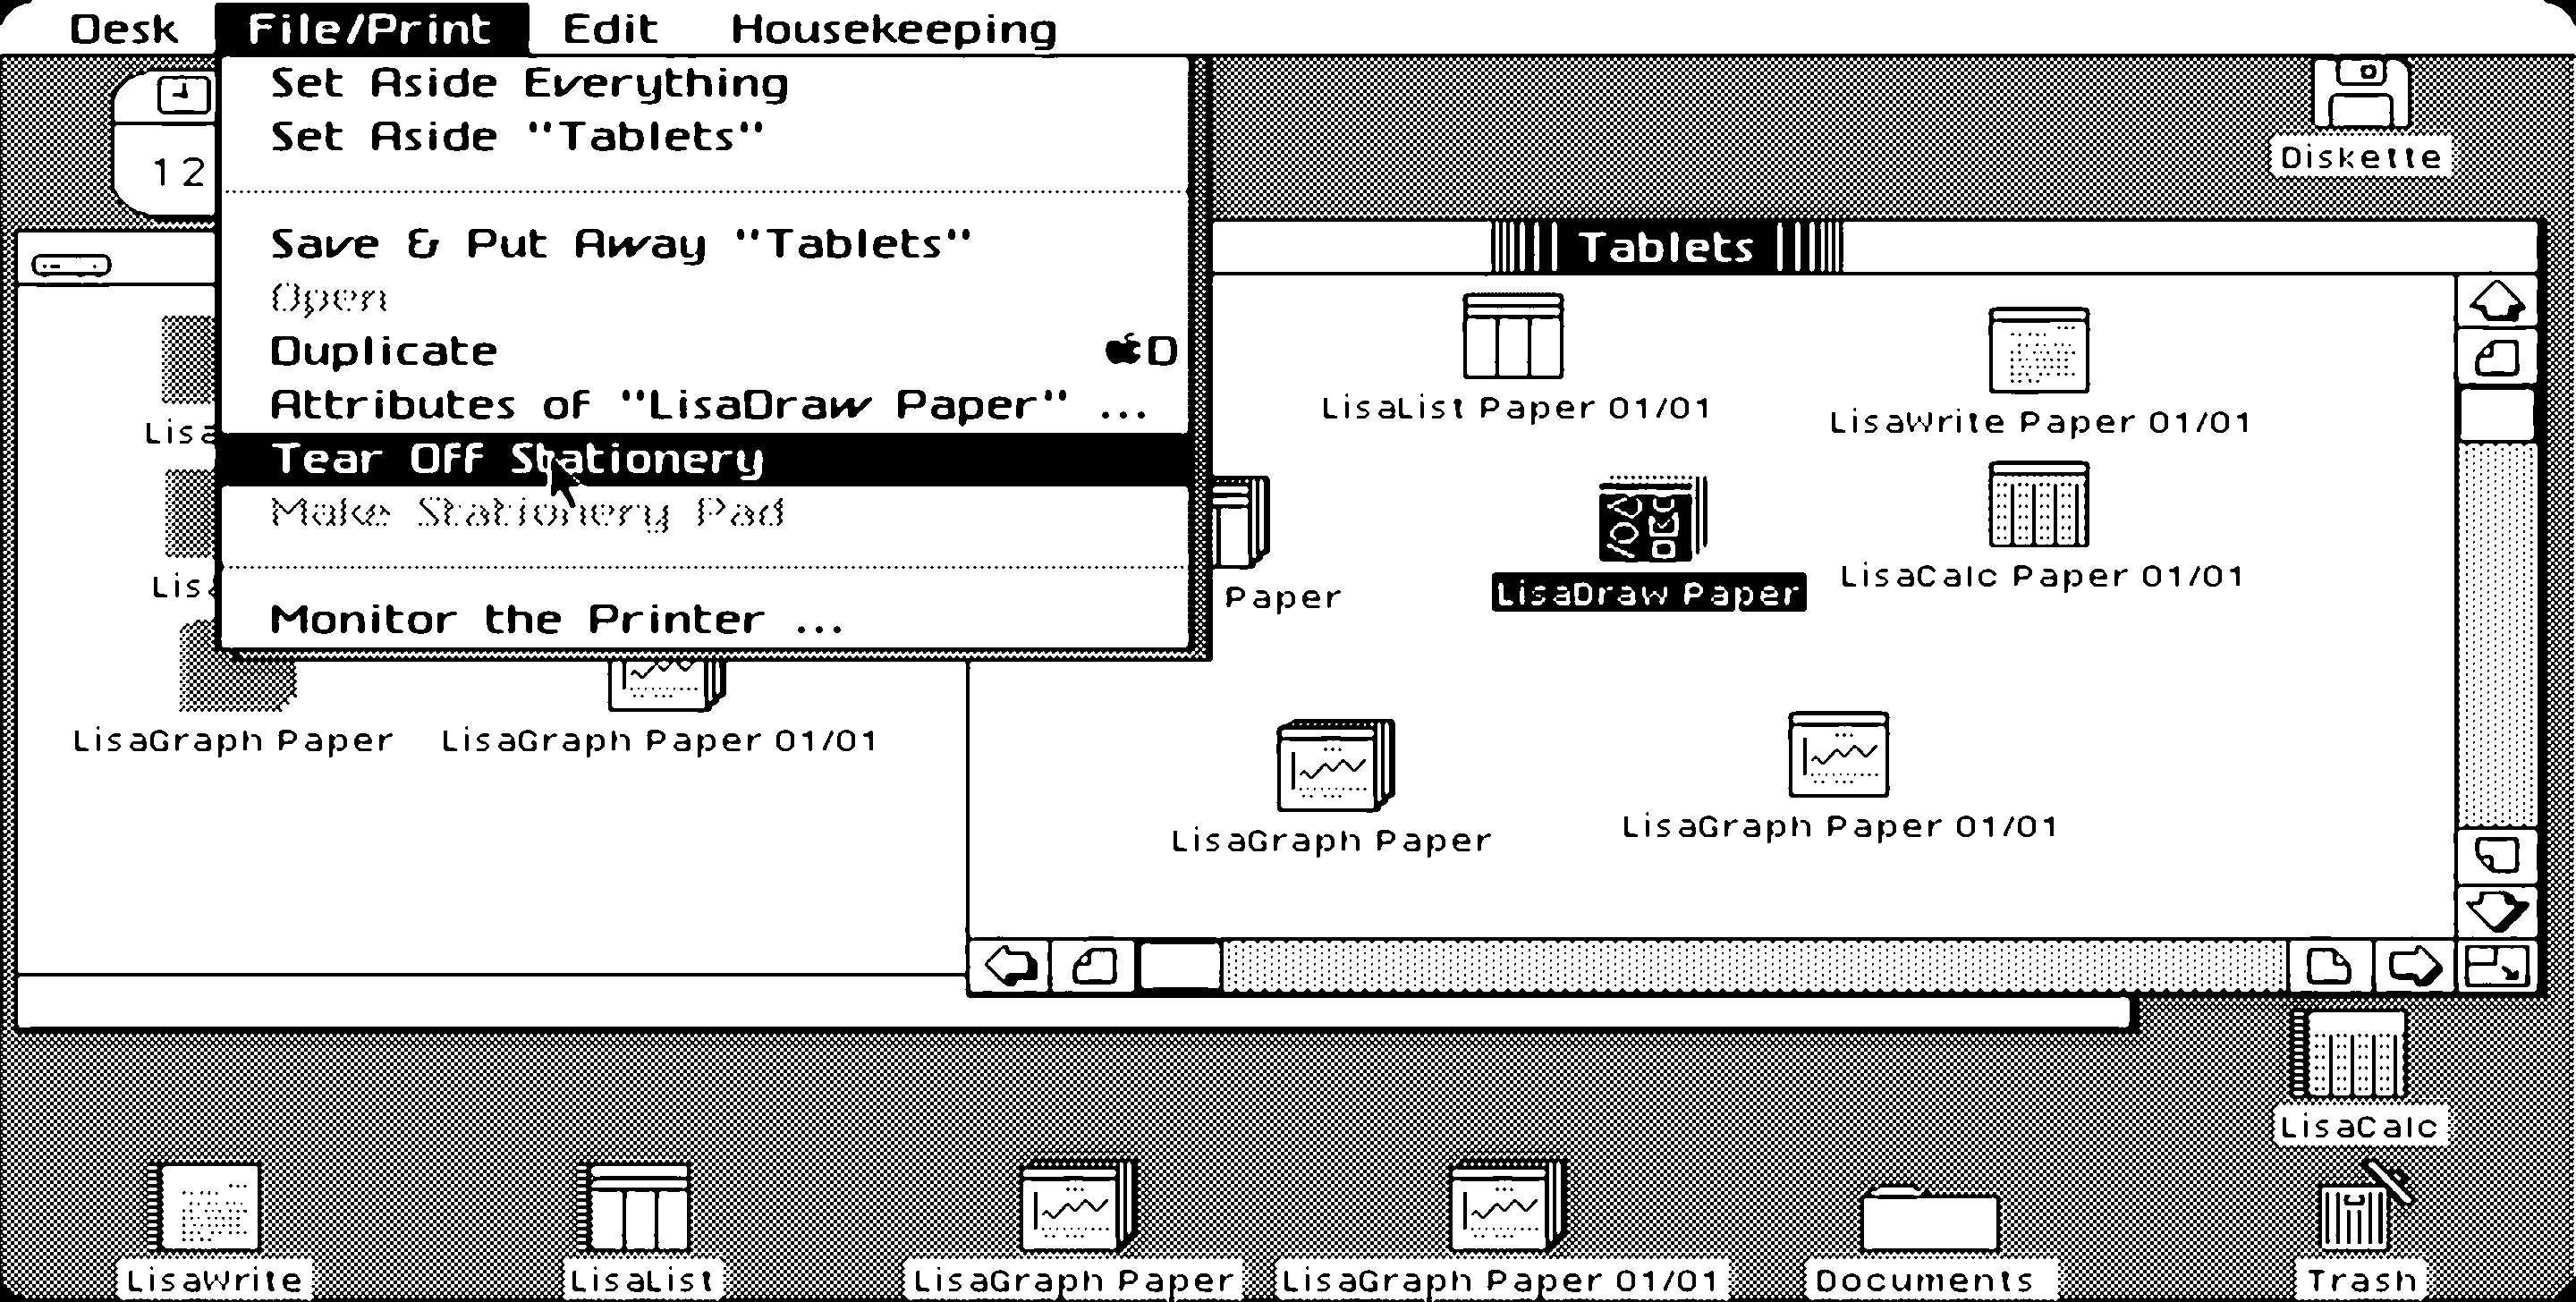 Desk File/Print Edit Housekeeping
Set Aside Everything
Set Aside "Tablets"
Save & Put Away "Tablets"
Open
Duplicate D
Attributes of "LisaDraw Paper" ...
Tear Off Stationery
Make Stationery Pad
Monitor the Printer ...
12
Diskette
Tablets
LisaList Paper 01/01
LisaWrite Paper 01/01
Paper
LisaDraw Paper
LisaCalc Paper 01/01
LisaGraph Paper
LisaGraph Paper 01/01
LisaGraph Paper
LisaGraph Paper 01/01
LisaCalc
LisaWrite
LisaList
LisaGraph Paper
LisaGraph Paper 01/01
Documents
Trash